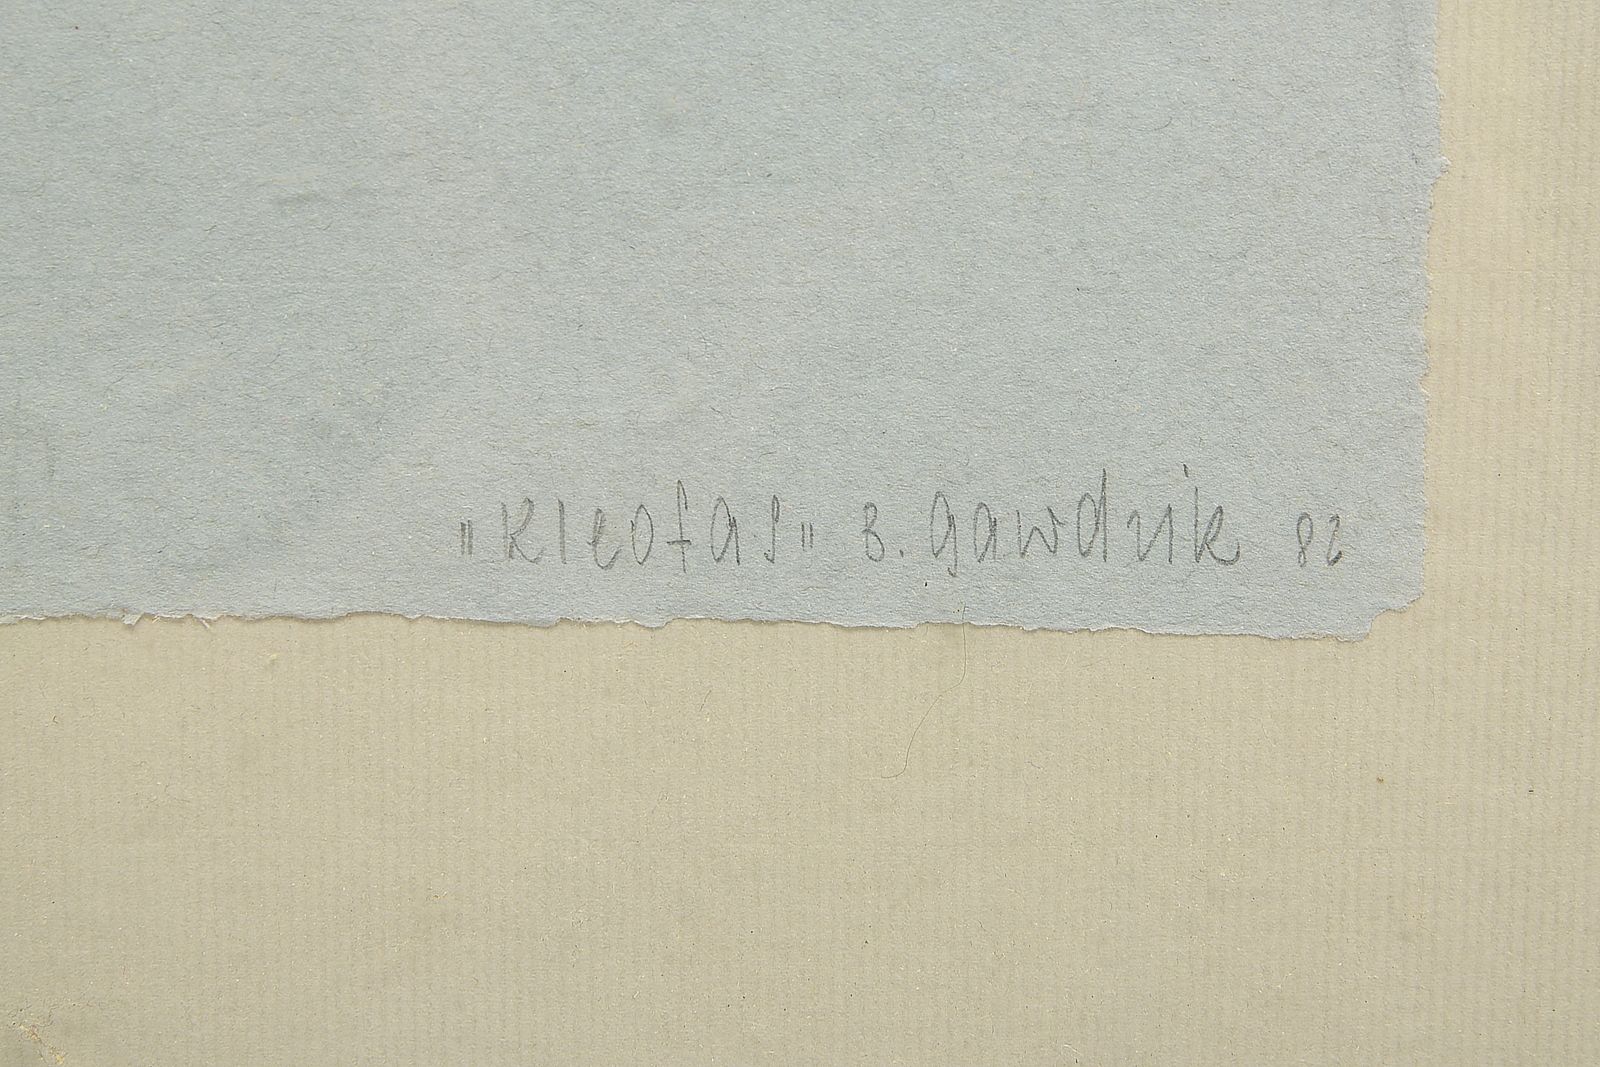 "Kleofas" B. Gawdzik 82